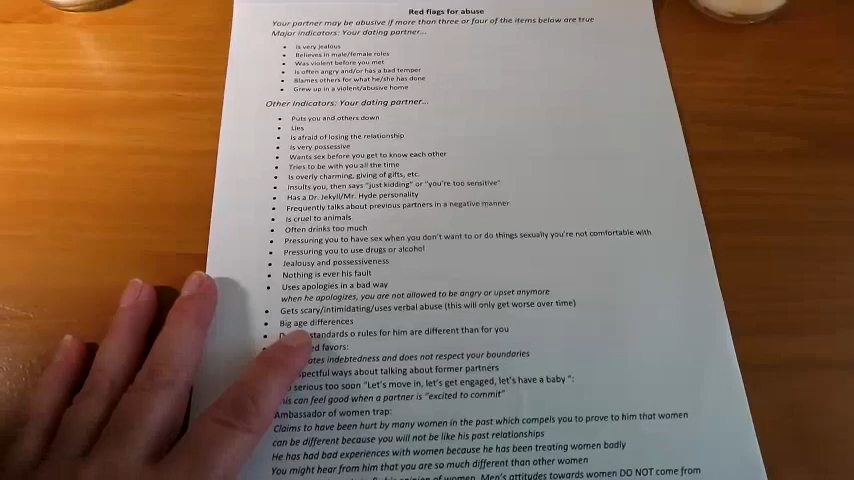 Red flags for abuse
Your partner may be abusive if more than three or four of the items below are true
Major indicators: Your dating partner...
• Is very jealous
• Believes in male/female roles
• Was violent before you met
• Is often angry and/or has a bad temper
• Blames others for what he/she has done
• Grew up in a violent/abusive home
Other Indicators: Your dating partner...
• Puts you and others down
• Lies
• Is afraid of losing the relationship
• Is very possessive
• Wants sex before you get to know each other
• Tries to be with you all the time
• Is overly charming, giving of gifts, etc.
• Insults you, then says "just kidding" or "you're too sensitive"
• Has a Dr. Jekyll/Mr. Hyde personality
• Frequently talks about previous partners in a negative manner
• Is cruel to animals
• Often drinks too much
• Pressuring you to have sex when you don't want to or do things sexually you're not comfortable with
• Pressuring you to use drugs or alcohol
• Jealousy and possessiveness
• Nothing is ever his fault
• Uses apologies in a bad way
when he apologizes, you are not allowed to be angry or upset anymore
• Gets scary/intimidating/uses verbal abuse (this will only get worse over time)
• Big age differences
• standards o rules for him are different than for you
favors:
indebtedness and does not respect your boundaries
ways about talking about former partners
serious too soon "Let's move in, let's get engaged, let's have a baby":
this can feel good when a partner is "excited to commit"
Ambassador of women trap:
Claims to have been hurt by many women in the past which compels you to prove to him that women
can be different because you will not be like his past relationships
He has had bad experiences with women because he has been treating women badly
You might hear from him that you are so much different than other women
opinion of women. Men's attitudes towards women DO NOT come from